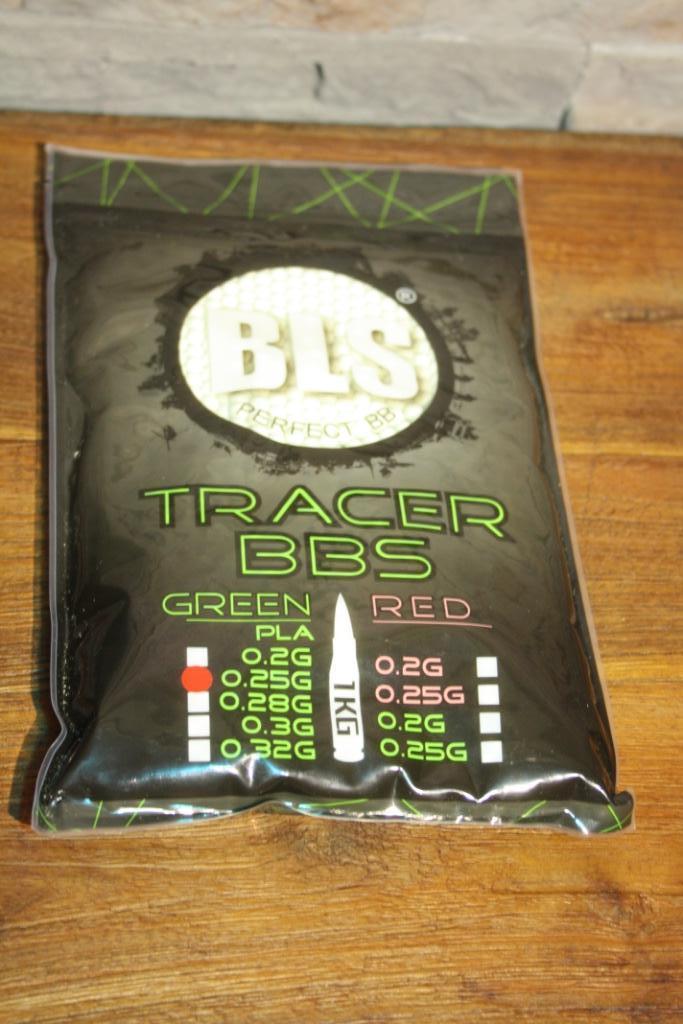 BLS®
PERFECT BB
TRACER
BBS
GREEN
PLA
0.2G
0.25G
0.28G
0.3G
0.32G
1KG
RED
0.2G
0.25G
0.2G
0.25G